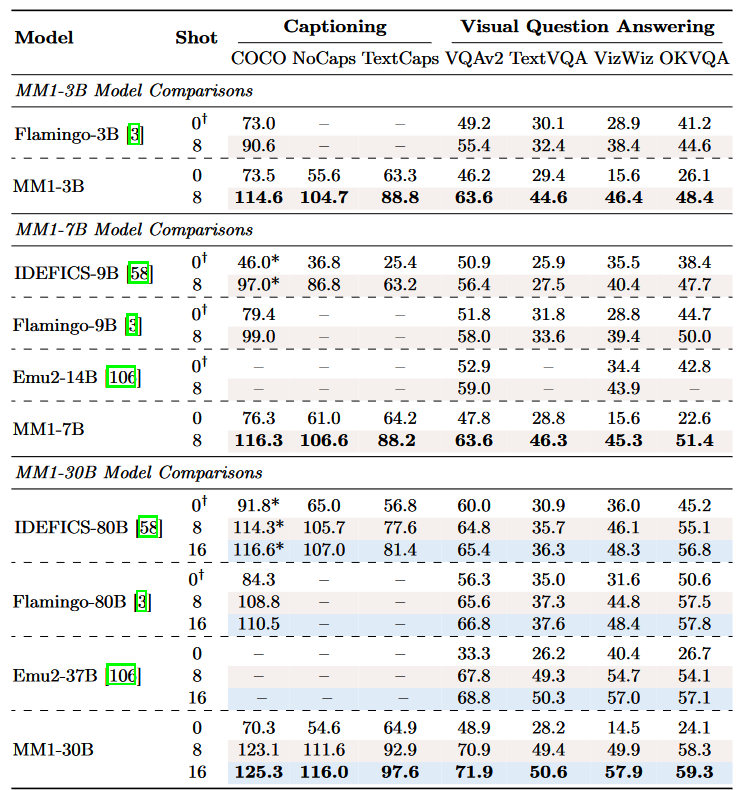 Model Shot Captioning Visual Question Answering
COCO NoCaps TextCaps VQAv2 TextVQA VizWiz OKVQA
MM1-3B Model Comparisons
Flamingo-3B [3] 0† 73.0 – – 49.2 30.1 28.9 41.2
8 90.6 – – 55.4 32.4 38.4 44.6
MM1-3B 0 73.5 55.6 63.3 46.2 29.4 15.6 26.1
8 114.6 104.7 88.8 63.6 44.6 46.4 48.4
MM1-7B Model Comparisons
IDEFICS-9B [58] 0† 46.0* 36.8 25.4 50.9 25.9 35.5 38.4
8 97.0* 86.8 63.2 56.4 27.5 40.4 47.7
Flamingo-9B [3] 0† 79.4 – – 51.8 31.8 28.8 44.7
8 99.0 – – 58.0 33.6 39.4 50.0
Emu2-14B [106] 0† – – – 52.9 – 34.4 42.8
8 – – – 59.0 – 43.9 –
MM1-7B 0 76.3 61.0 64.2 47.8 28.8 15.6 22.6
8 116.3 106.6 88.2 63.6 46.3 45.3 51.4
MM1-30B Model Comparisons
IDEFICS-80B [58] 0† 91.8* 65.0 56.8 60.0 30.9 36.0 45.2
8 114.3* 105.7 77.6 64.8 35.7 46.1 55.1
16 116.6* 107.0 81.4 65.4 36.3 48.3 56.8
Flamingo-80B [3] 0† 84.3 – – 56.3 35.0 31.6 50.6
8 108.8 – – 65.6 37.3 44.8 57.5
16 110.5 – – 66.8 37.6 48.4 57.8
Emu2-37B [106] 0 – – – 33.3 26.2 40.4 26.7
8 – – – 67.8 49.3 54.7 54.1
16 – – – 68.8 50.3 57.0 57.1
MM1-30B 0 70.3 54.6 64.9 48.9 28.2 14.5 24.1
8 123.1 111.6 92.9 70.9 49.4 49.9 58.3
16 125.3 116.0 97.6 71.9 50.6 57.9 59.3